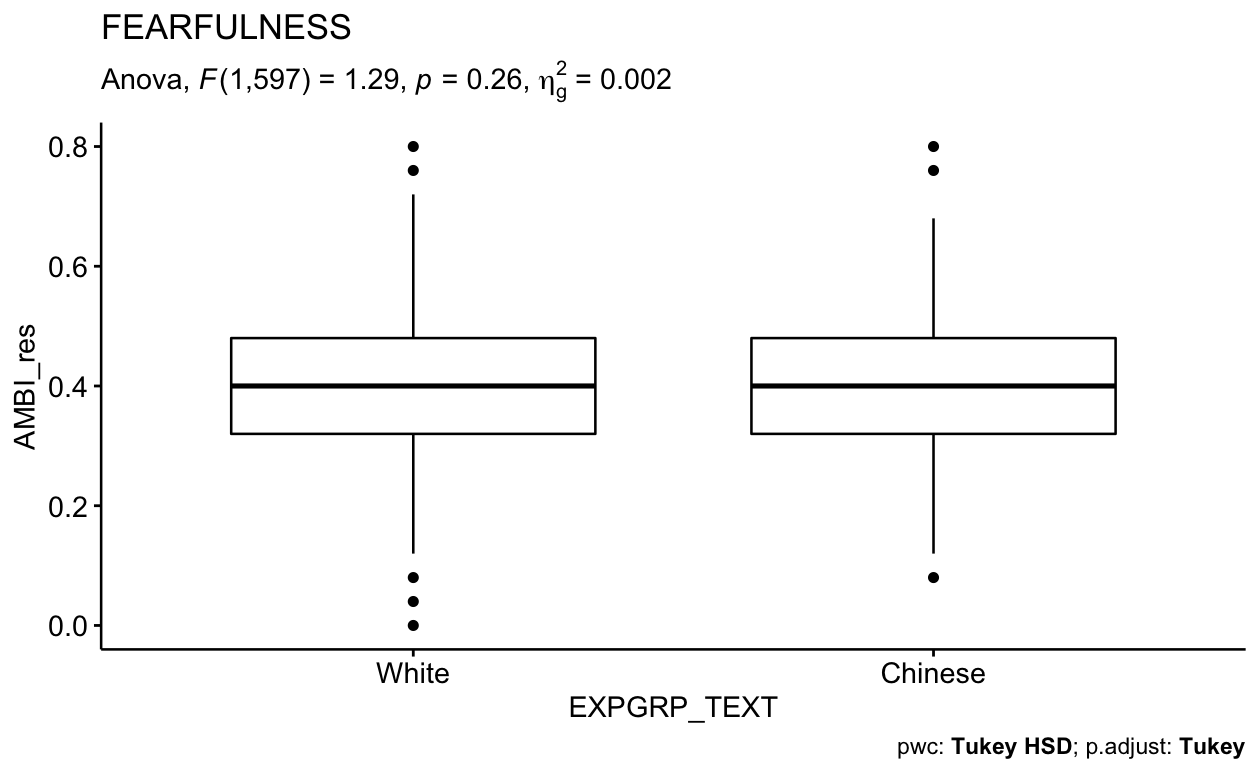 FEARFULNESS
Anova, F(1,597) = 1.29, p = 0.26, η²g = 0.002
0.8
0.6
0.4
0.2
0.0
AMBI_res
White Chinese
EXPGRP_TEXT
pwc: Tukey HSD; p.adjust: Tukey